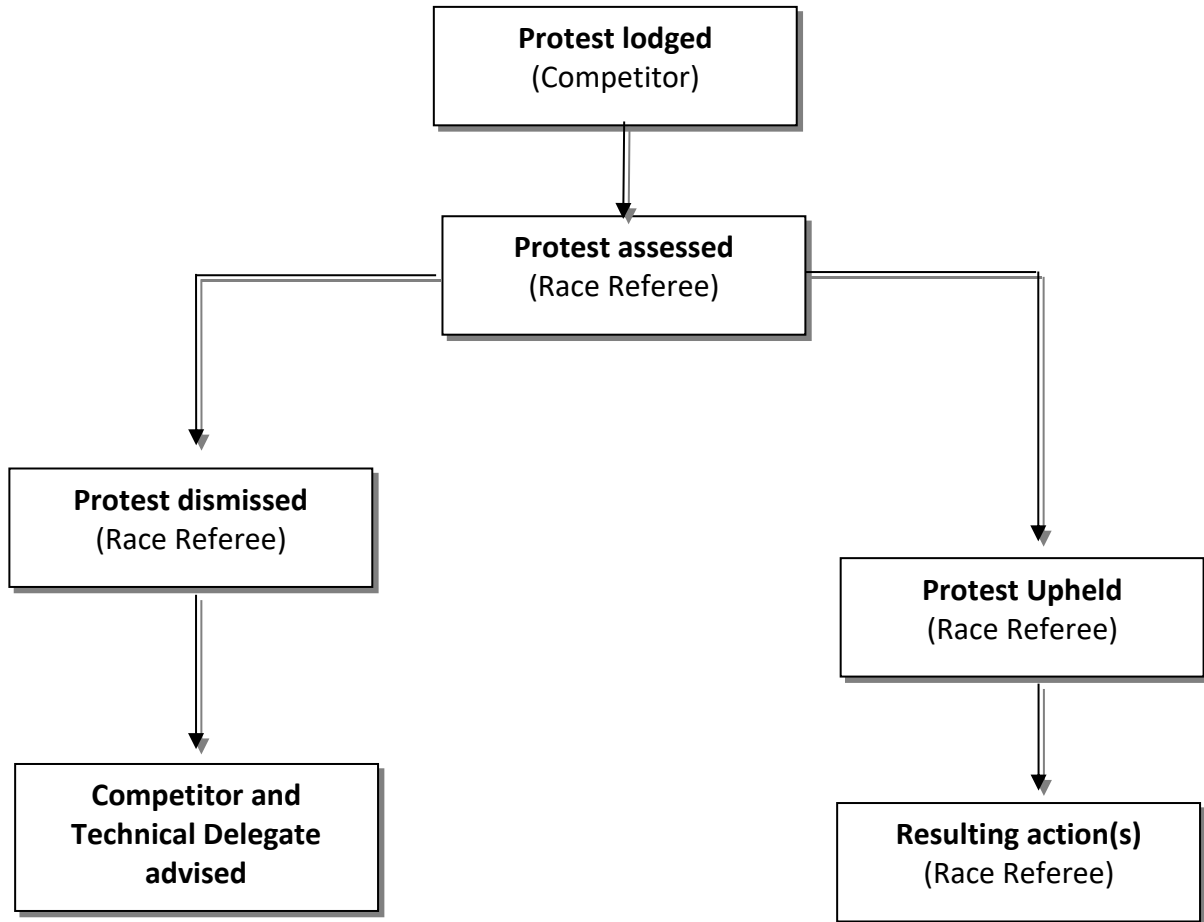 Protest lodged
(Competitor)
Protest assessed
(Race Referee)
Protest dismissed
(Race Referee)
Protest Upheld
(Race Referee)
Competitor and
Technical Delegate
advised
Resulting action(s)
(Race Referee)